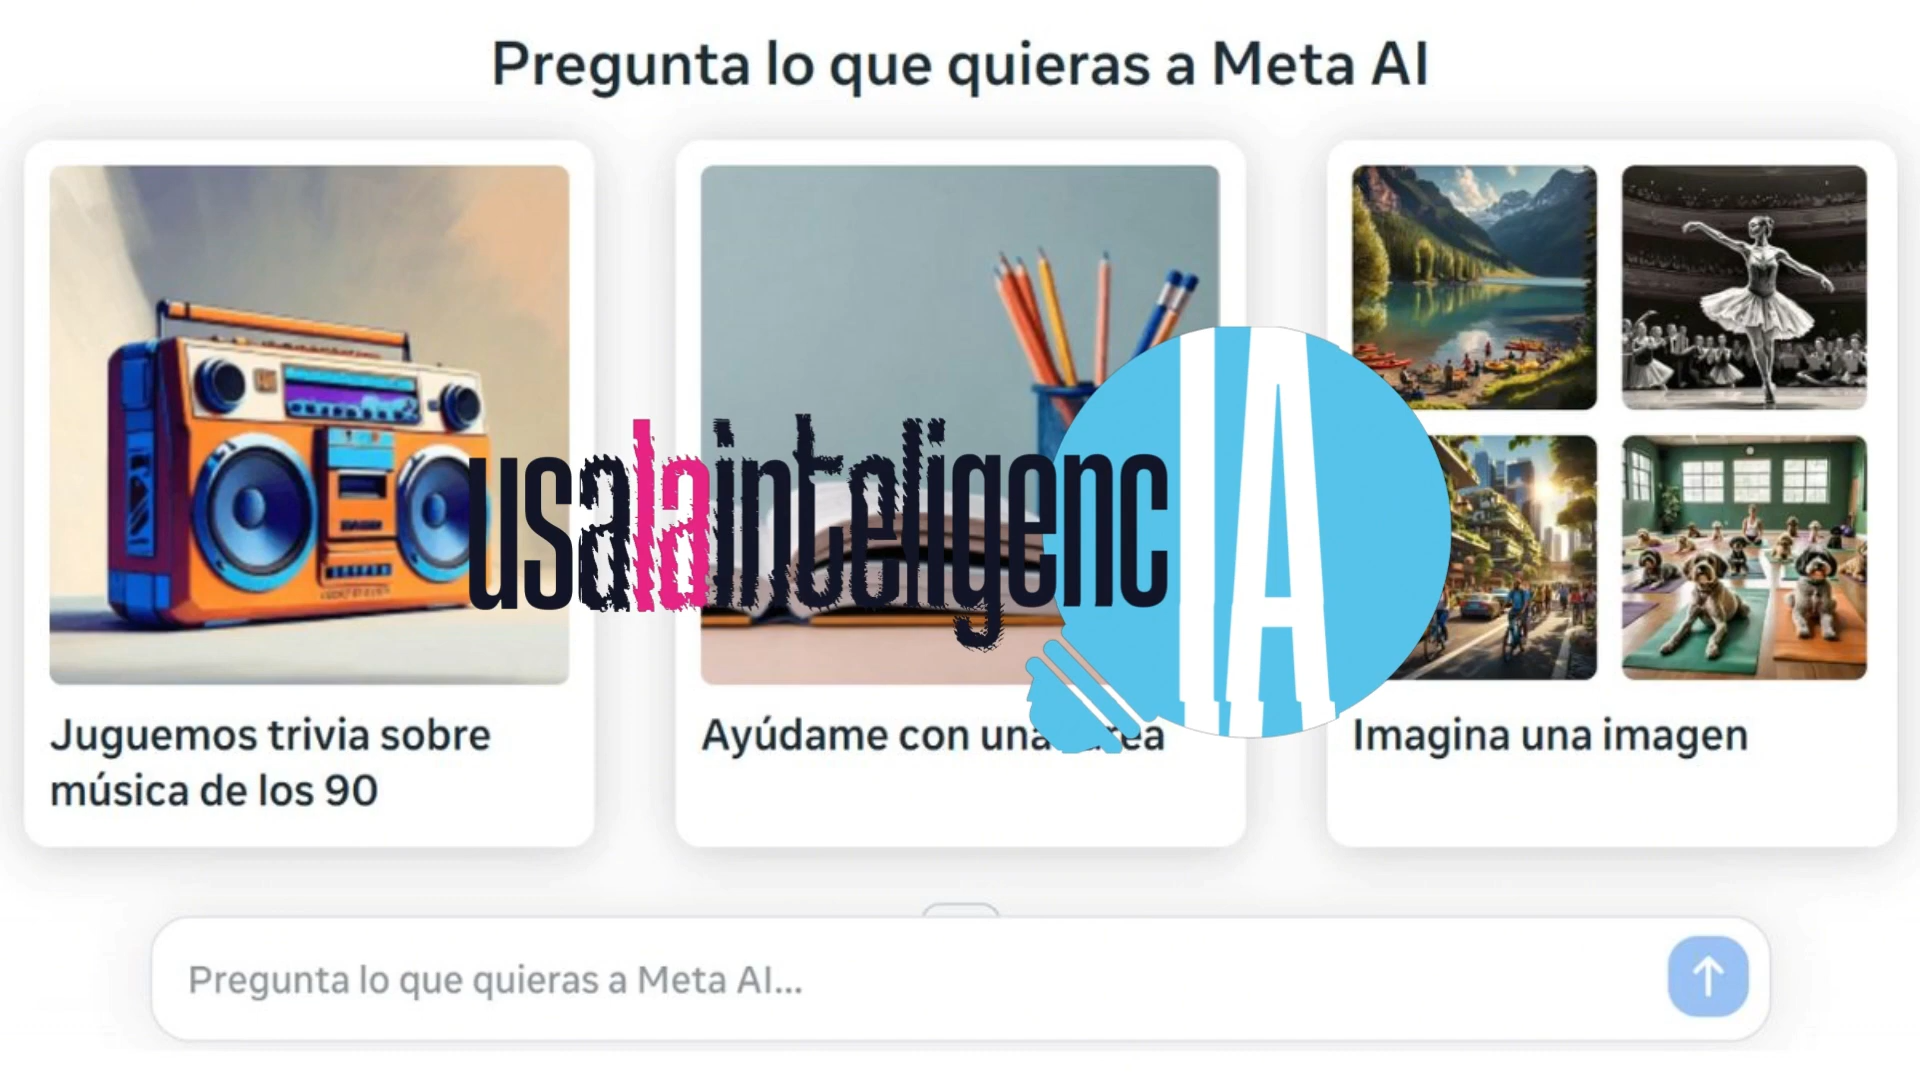 Pregunta lo que quieras a Meta AI
Juguemos trivia sobre
música de los 90
Ayúdame con una
Imagina una imagen
usalainteligencIA
Pregunta lo que quieras a Meta AI...